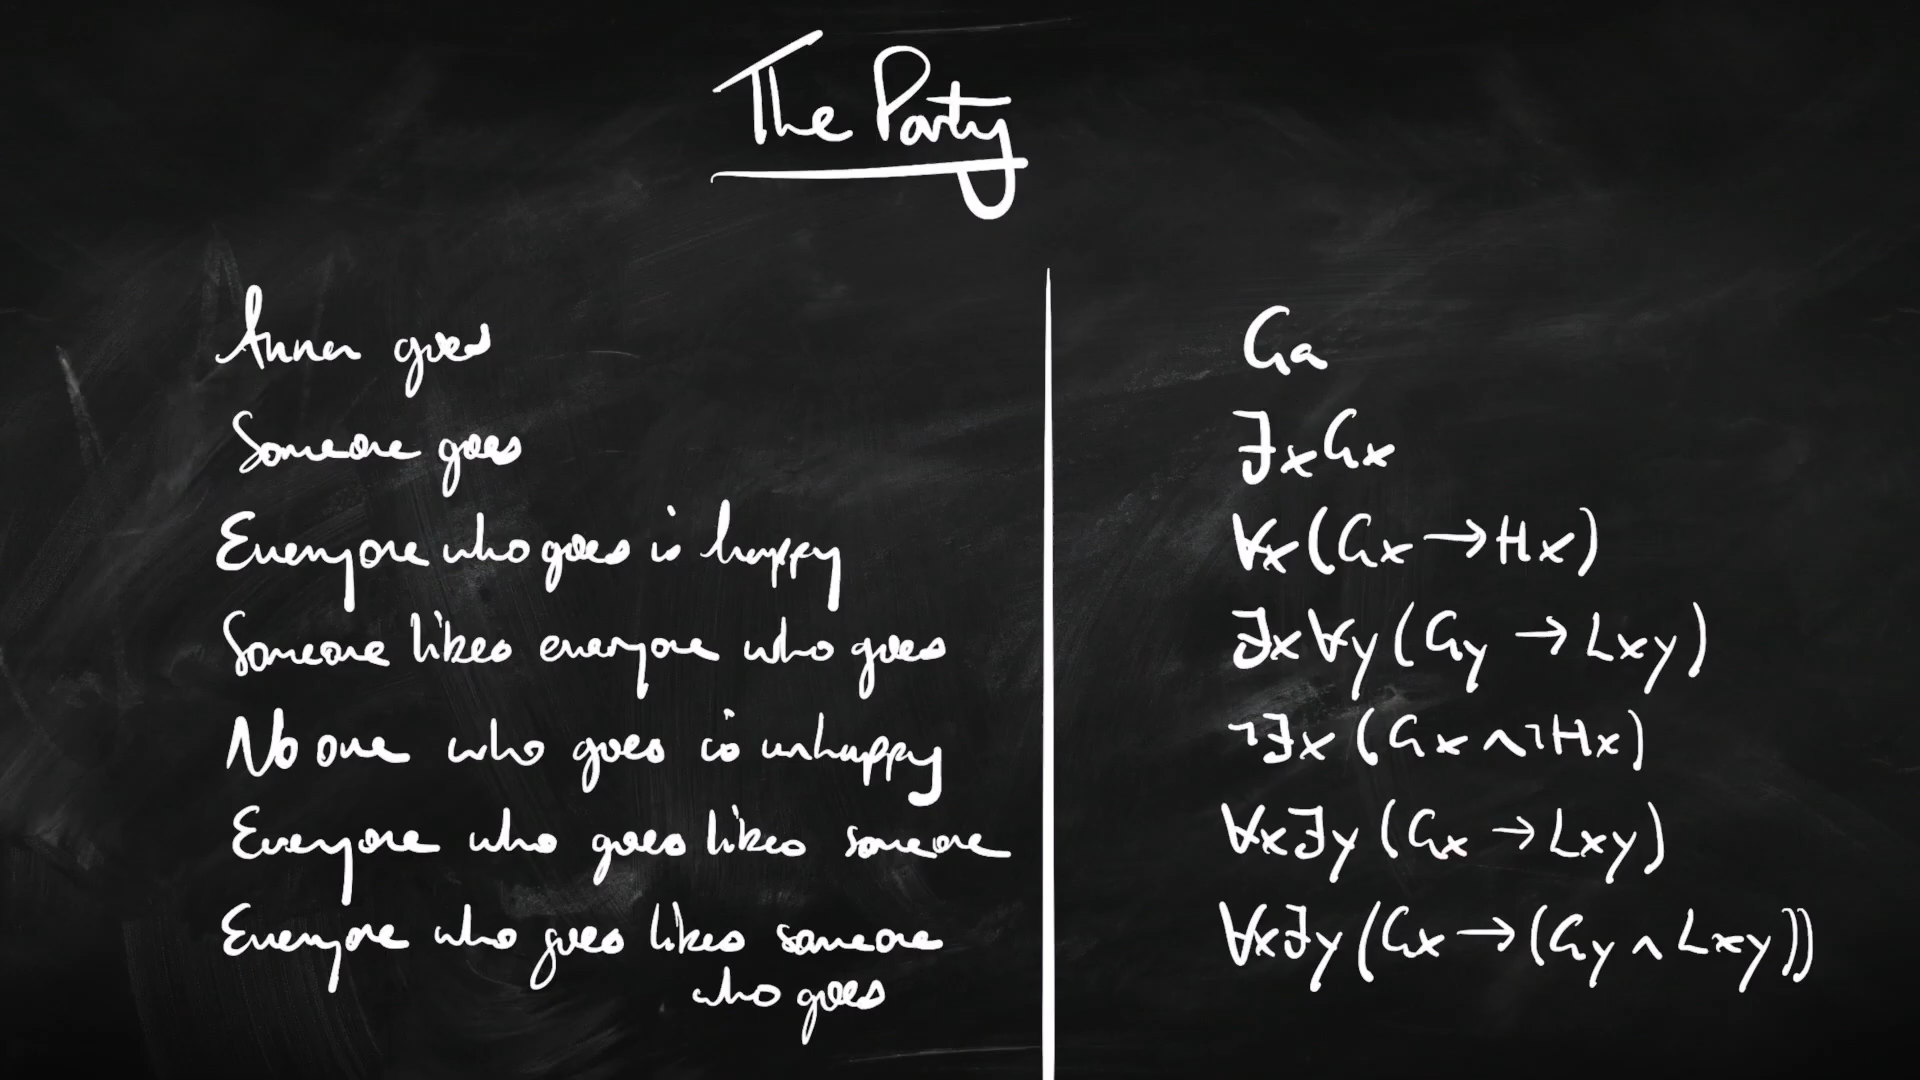 The Party
Anna goes
Ga
Someone goes
∃xGx
Everyone who goes is happy
∀x(Gx→Hx)
Someone likes everyone who goes
∃x∀y(Gy→Lxy)
No one who goes is unhappy
¬∃x(Gx∧¬Hx)
Everyone who goes likes someone
∀x∃y(Gx→Lxy)
Everyone who goes likes someone
who goes
∀x∃y(Gx→(Gy∧Lxy))